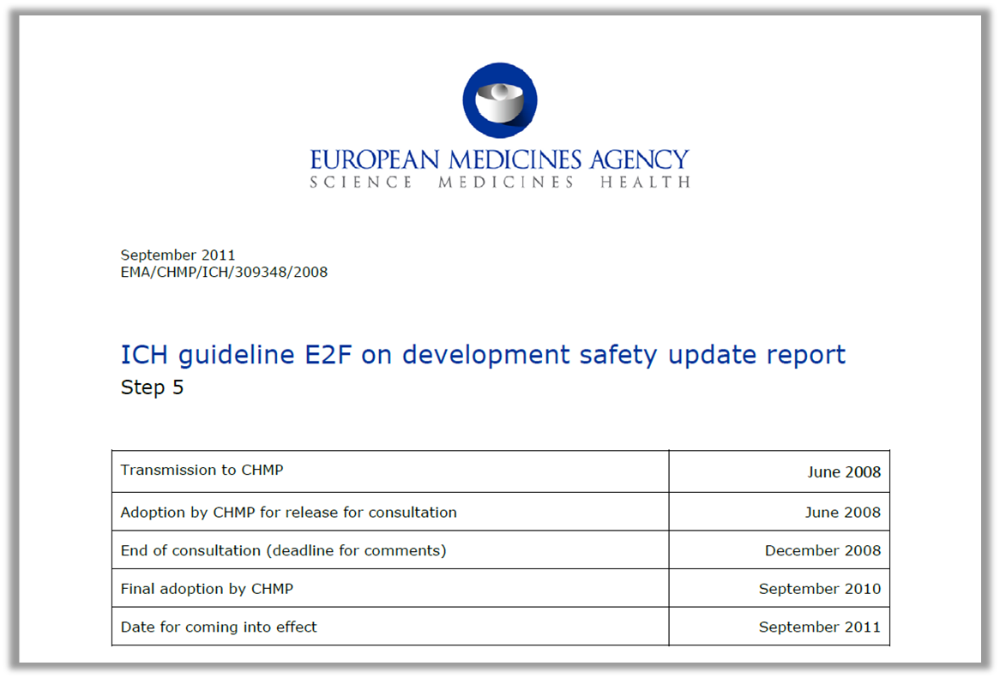 EUROPEAN MEDICINES AGENCY
SCIENCE MEDICINES HEALTH
September 2011
EMA/CHMP/ICH/309348/2008
ICH guideline E2F on development safety update report
Step 5
Transmission to CHMP June 2008
Adoption by CHMP for release for consultation June 2008
End of consultation (deadline for comments) December 2008
Final adoption by CHMP September 2010
Date for coming into effect September 2011